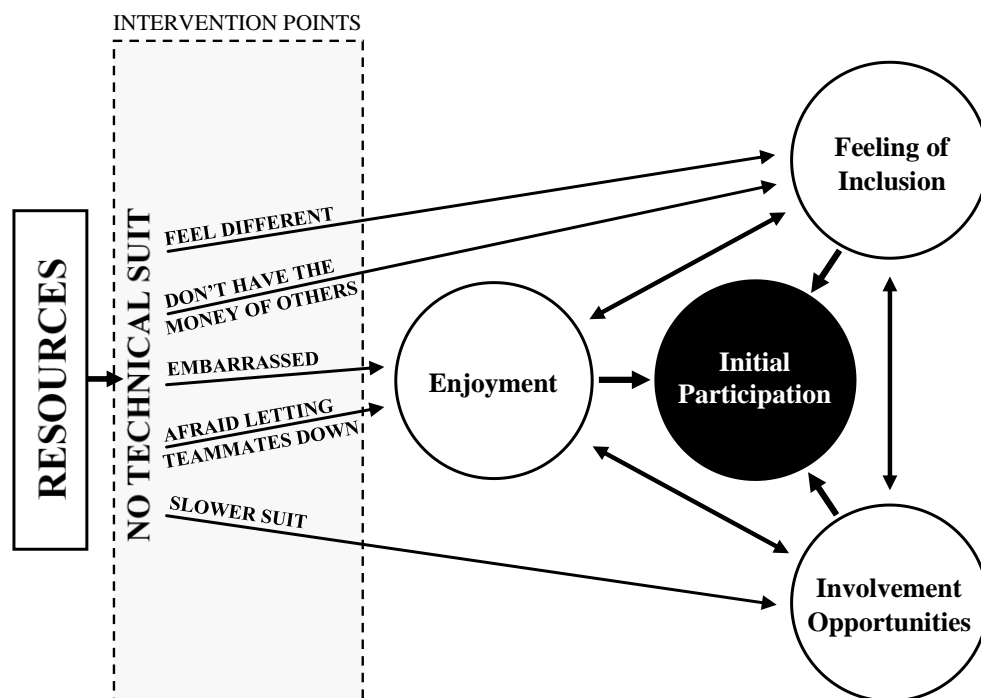 INTERVENTION POINTS
RESOURCES
NO TECHNICAL SUIT
FEEL DIFFERENT
DON'T HAVE THE
MONEY OF OTHERS
EMBARRASSED
AFRAID LETTING
TEAMMATES DOWN
SLOWER SUIT
Enjoyment
Feeling of
Inclusion
Initial
Participation
Involvement
Opportunities